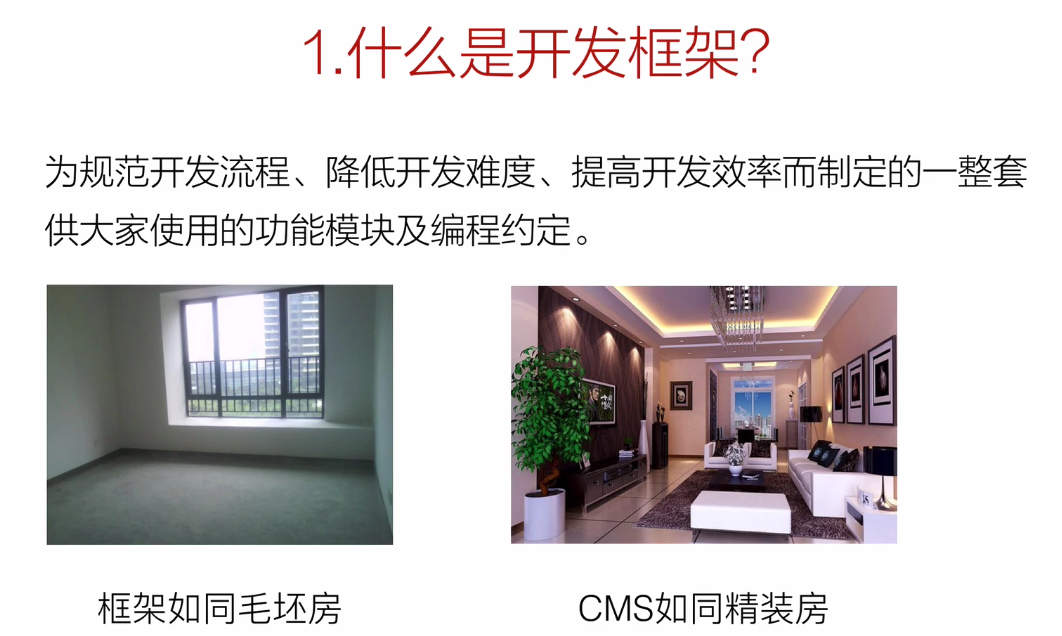 1.什么是开发框架?
为规范开发流程、降低开发难度、提高开发效率而制定的一整套
供大家使用的功能模块及编程约定。
框架如同毛坯房
CMS如同精装房